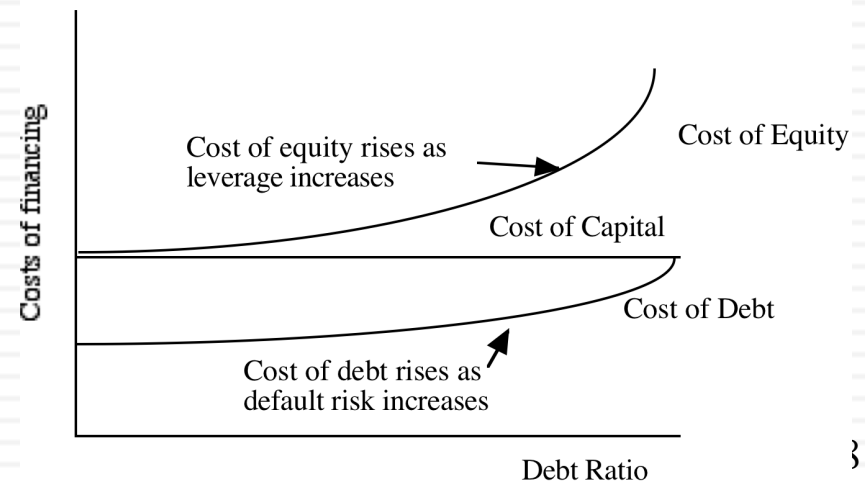 Costs of financing
Cost of equity rises as
leverage increases
Cost of Equity
Cost of Capital
Cost of Debt
Cost of debt rises as
default risk increases
Debt Ratio